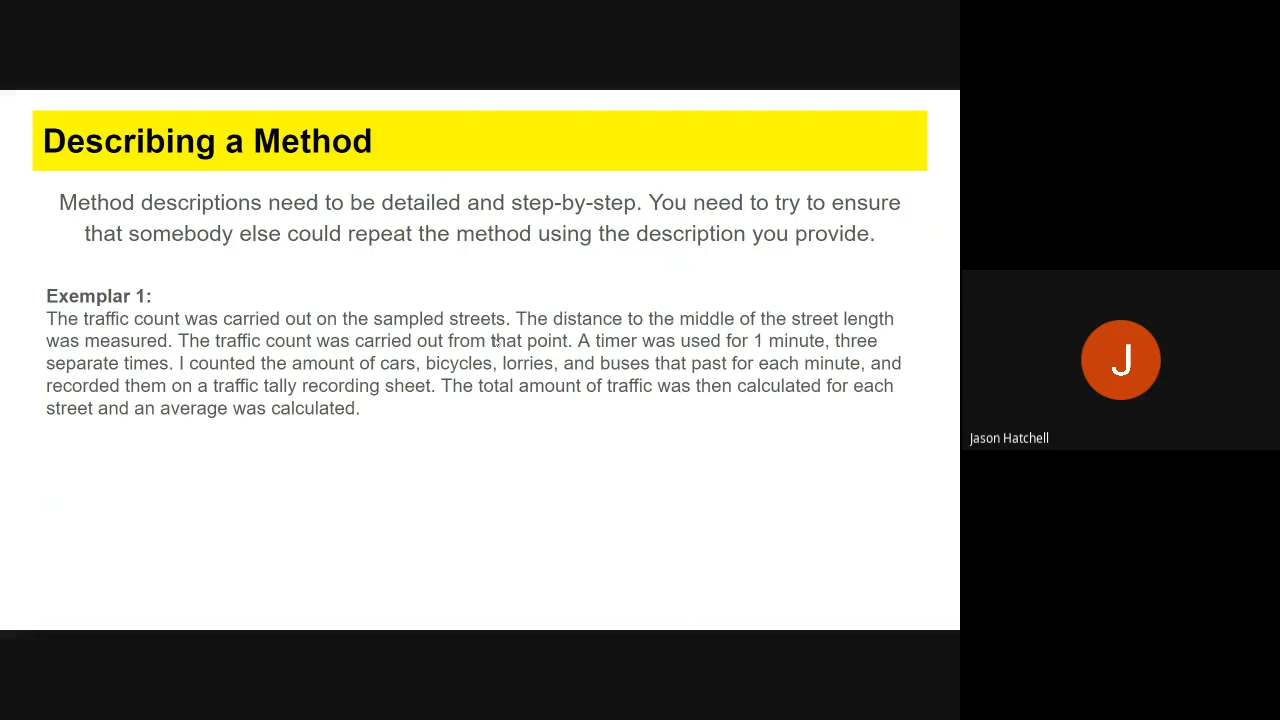 Describing a Method
Method descriptions need to be detailed and step-by-step. You need to try to ensure
that somebody else could repeat the method using the description you provide.
Exemplar 1:
The traffic count was carried out on the sampled streets. The distance to the middle of the street length
was measured. The traffic count was carried out from that point. A timer was used for 1 minute, three
separate times. I counted the amount of cars, bicycles, lorries, and buses that past for each minute, and
recorded them on a traffic tally recording sheet. The total amount of traffic was then calculated for each
street and an average was calculated.
J
Jason Hatchell